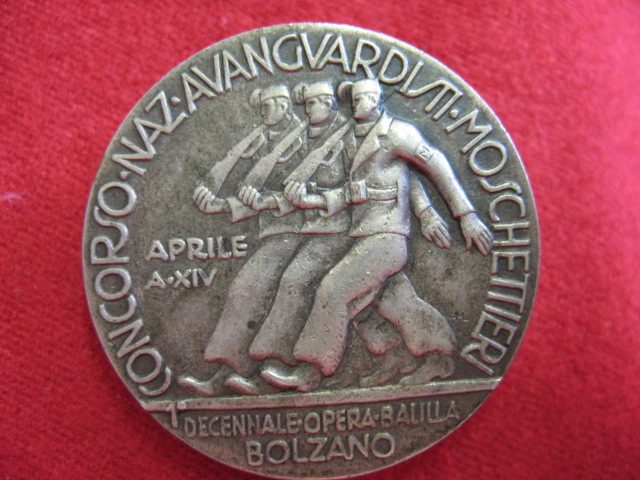 CONCORSO·NAZ·AVANGVARDISTI·MOSCHETTIERI
APRILE
A·XIV
1° DECENNALE·OPERA·BALILLA
BOLZANO